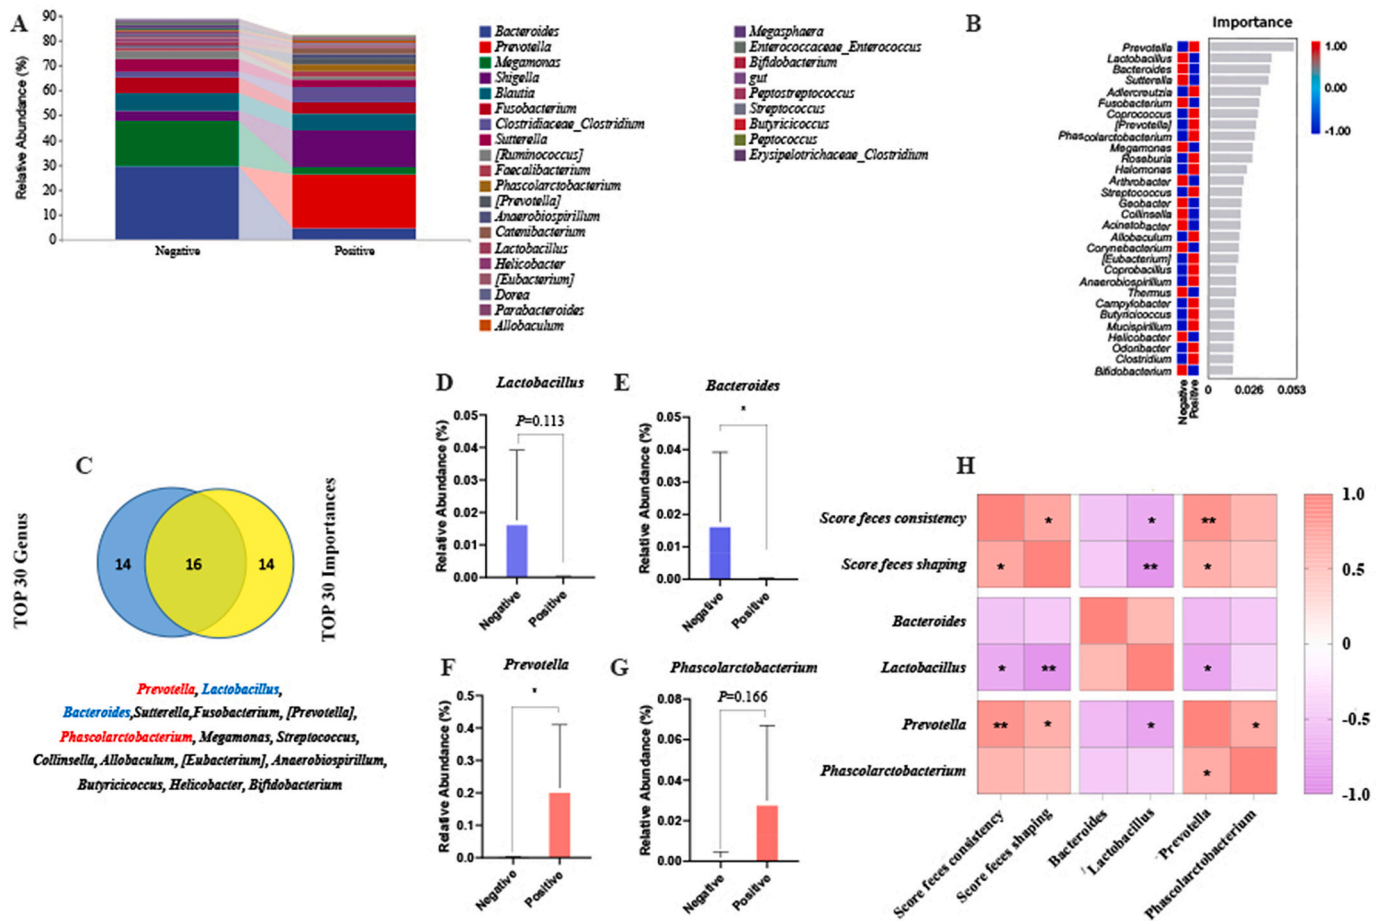 A
Relative Abundance (%)
90
80
70
60
50
40
30
20
10
0
Negative
Positive
Bacteroides
Prevotella
Megamonas
Shigella
Blautia
Fusobacterium
Clostridiaceae_Clostridium
Sutterella
[Ruminococcus]
Faecalibacterium
Phascolarctobacterium
[Prevotella]
Anaerobiospirillum
Catenibacterium
Lactobacillus
Helicobacter
[Eubacterium]
Dorea
Parabacteroides
Allobaculum
Megasphaera
Enterococcaceae_Enterococcus
Bifidobacterium
gut
Peptostreptococcus
Streptococcus
Butyricicoccus
Peptococcus
Erysipelotrichaceae_Clostridium
B
Importance
Prevotella
Lactobacillus
Bacteroides
Sutterella
Adlercreutzia
Fusobacterium
Coprococcus
[Prevotella]
Phascolarctobacterium
Megamonas
Roseburia
Halomonas
Arthrobacter
Streptococcus
Geobacter
Collinsella
Acinetobacter
Allobaculum
Corynebacterium
[Eubacterium]
Coprobacillus
Anaerobiospirillum
Thermus
Campylobacter
Butyricicoccus
Mucispirillum
Helicobacter
Odoribacter
Clostridium
Bifidobacterium
Negative
Positive
0 0.026 0.053
1.00
0
-1.00
C
TOP 30 Genus
14 16 14
TOP 30 Importances
Prevotella, Lactobacillus,
Bacteroides,Sutterella,Fusobacterium, [Prevotella],
Phascolarctobacterium, Megamonas, Streptococcus,
Collinsella, Allobaculum, [Eubacterium], Anaerobiospirillum,
Butyricicoccus, Helicobacter, Bifidobacterium
D
Lactobacillus
P=0.113
Relative Abundance (%)
0.05
0.04
0.03
0.02
0.01
0.00
Negative
Positive
E
Bacteroides
*
Relative Abundance (%)
0.05
0.04
0.03
0.02
0.01
0.00
Negative
Positive
F
Prevotella
*
Relative Abundance (%)
0.5
0.4
0.3
0.2
0.1
0.0
Negative
Positive
G
Phascolarctobacterium
P=0.166
Relative Abundance (%)
0.08
0.06
0.04
0.02
0.00
Negative
Positive
H
Score feces consistency * * **
Score feces shaping * ** *
Bacteroides
Lactobacillus * ** *
Prevotella ** * * *
Phascolarctobacterium *
Score feces consistency
Score feces shaping
Bacteroides
Lactobacillus
Prevotella
Phascolarctobacterium
1.0
0.5
0
-0.5
-1.0